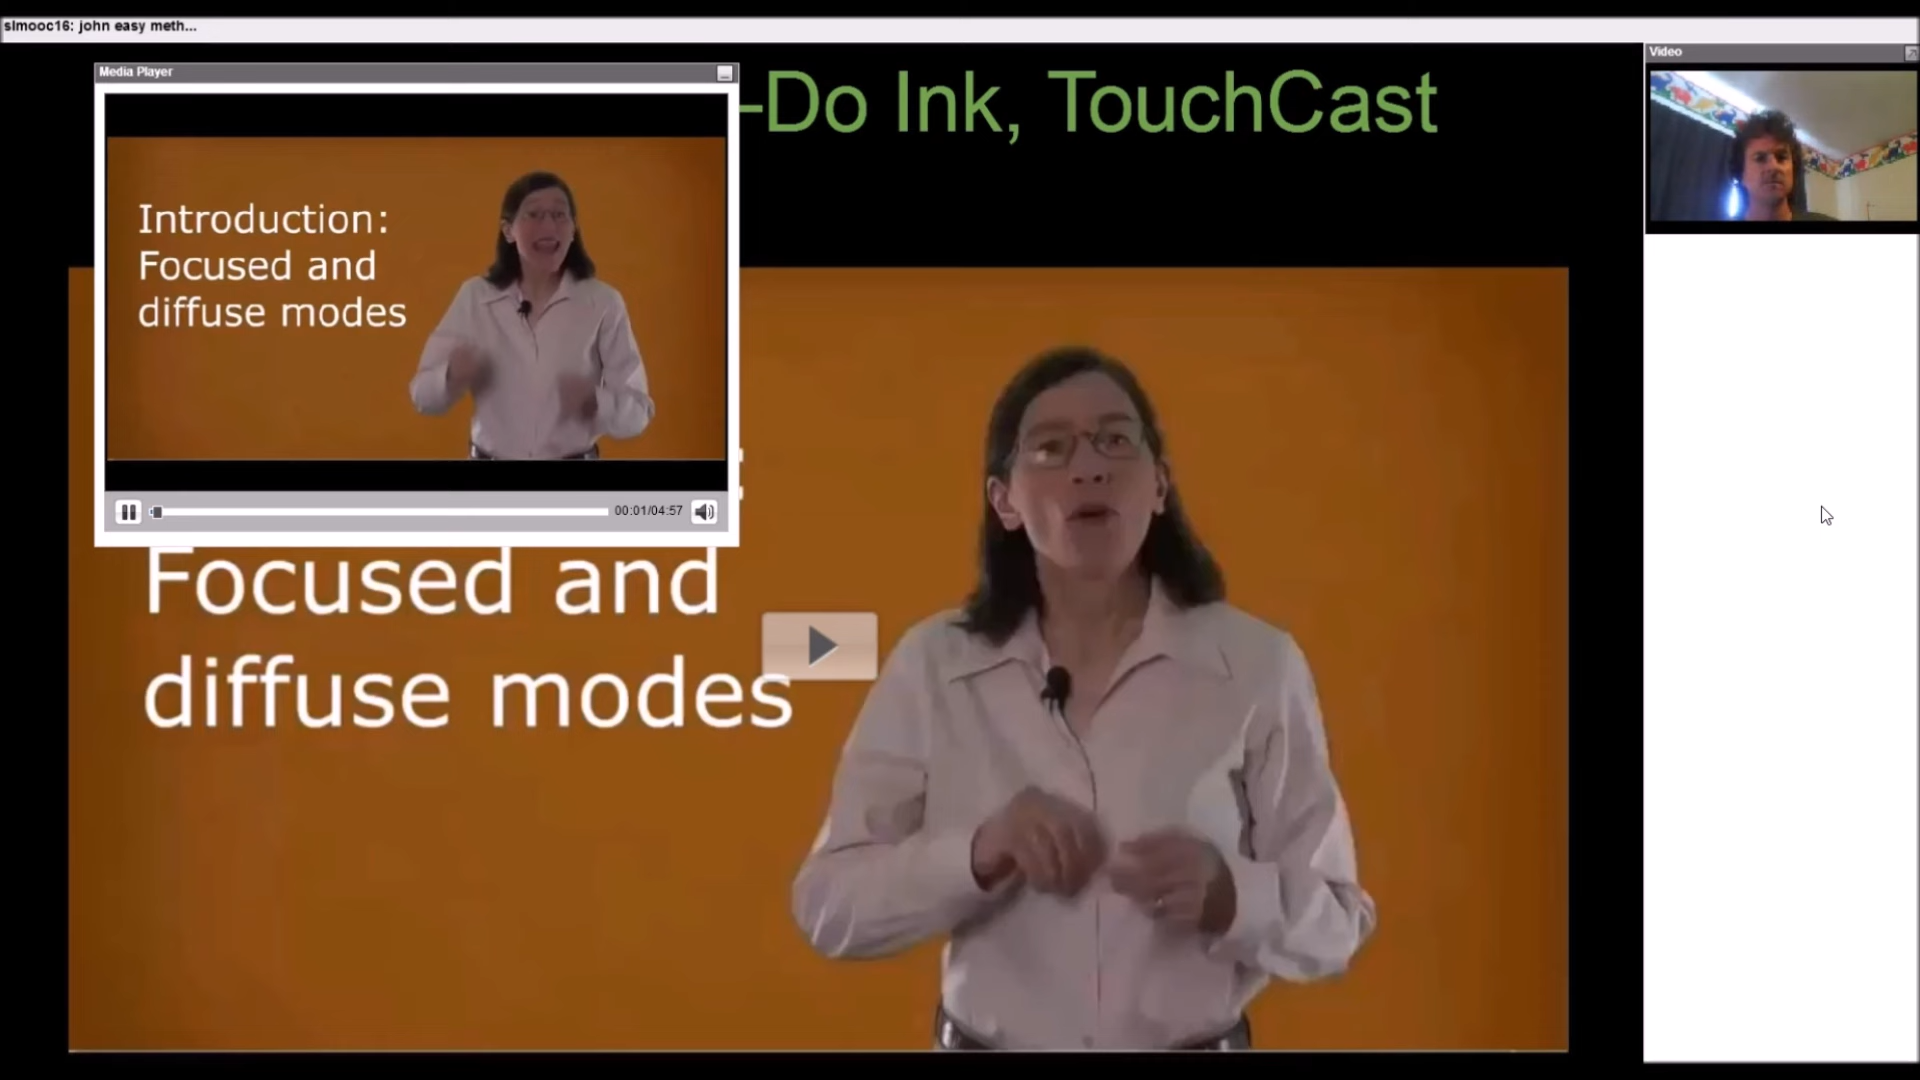 slmooc16: john easy meth...
Media Player
-Do Ink, TouchCast
Video
Introduction:
Focused and
diffuse modes
00:01/04:57
Focused and
diffuse modes